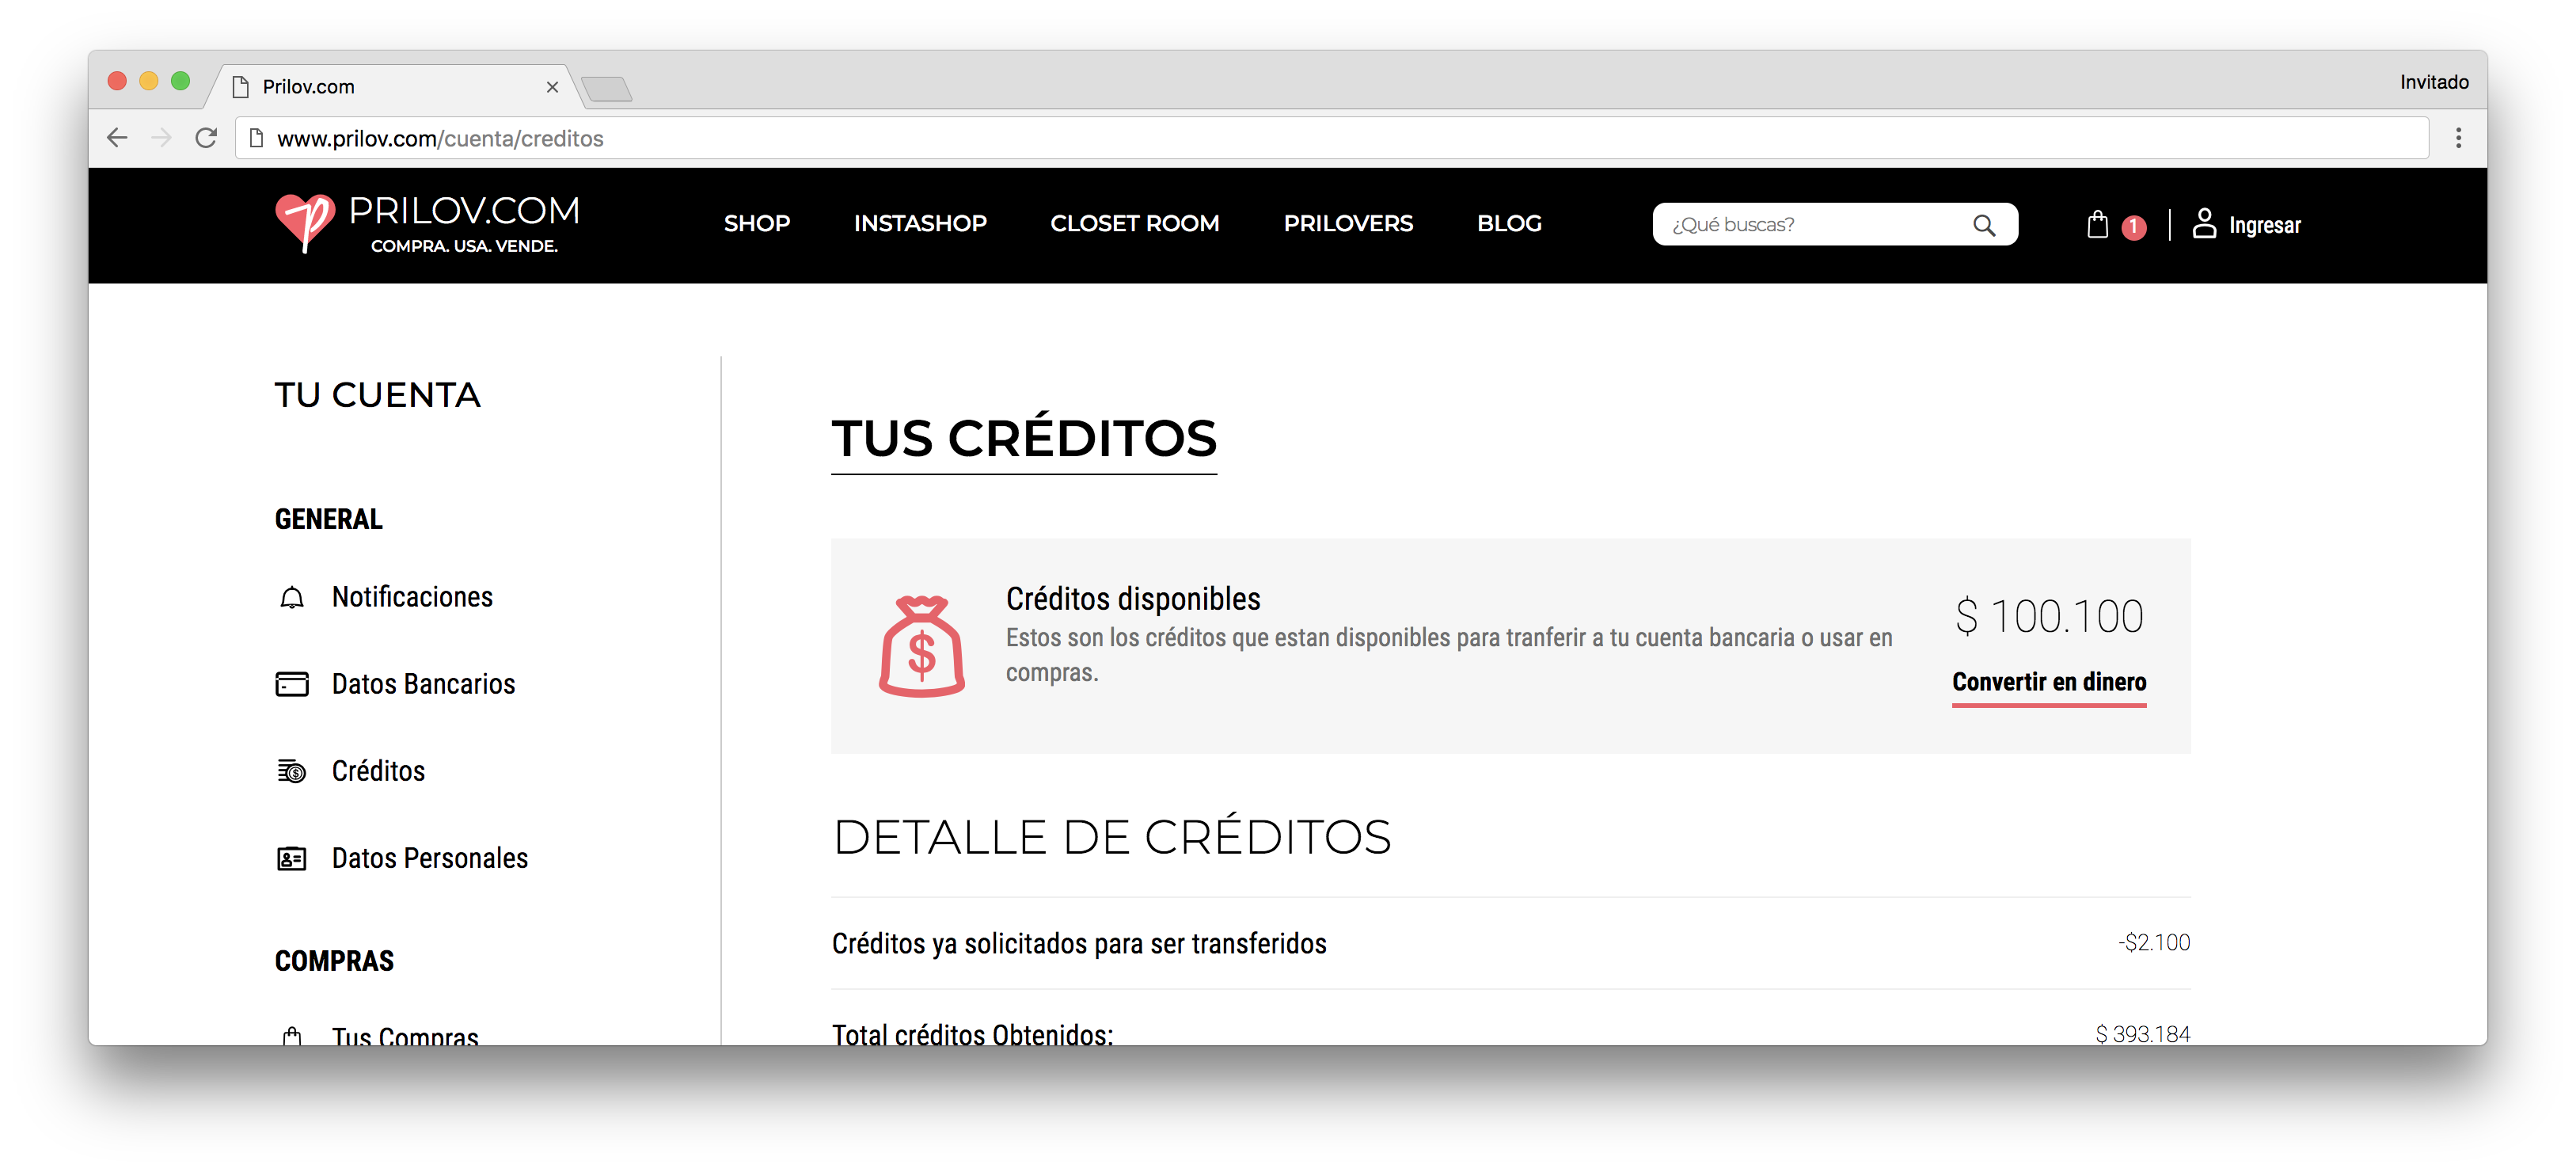 Prilov.com
Invitado
www.prilov.com/cuenta/creditos
PRILOV.COM
COMPRA. USA. VENDE.
SHOP
INSTASHOP
CLOSET ROOM
PRILOVERS
BLOG
¿Qué buscas?
1
Ingresar
TU CUENTA
GENERAL
Notificaciones
Datos Bancarios
Créditos
Datos Personales
COMPRAS
Tus Compras
TUS CRÉDITOS
Créditos disponibles
Estos son los créditos que estan disponibles para tranferir a tu cuenta bancaria o usar en
compras.
$ 100.100
Convertir en dinero
DETALLE DE CRÉDITOS
Créditos ya solicitados para ser transferidos
-$2.100
Total créditos Obtenidos:
$ 393.184